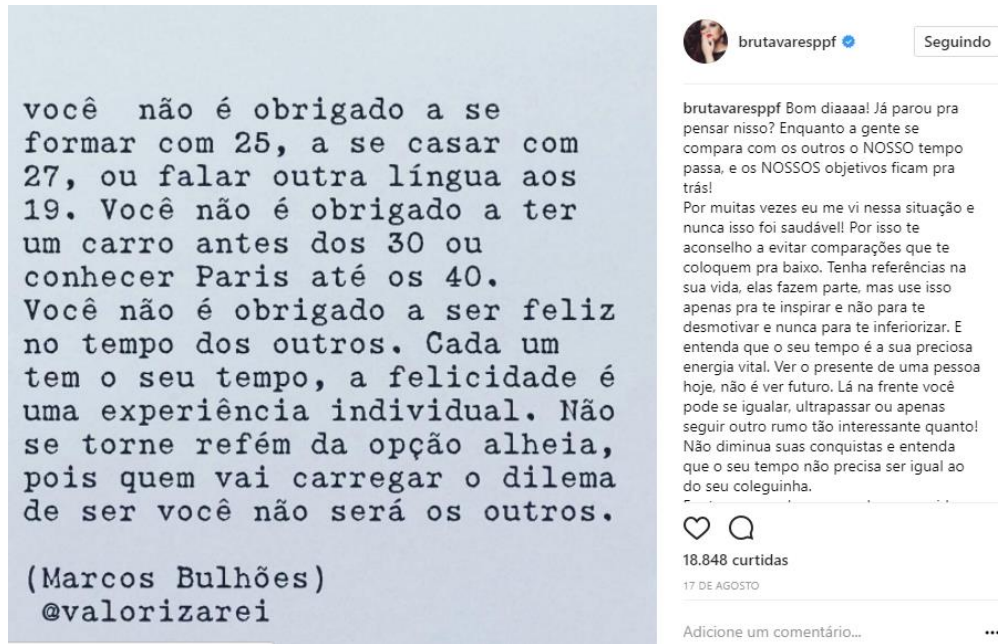 você não é obrigado a se
formar com 25, a se casar com
27, ou falar outra língua aos
19. Você não é obrigado a ter
um carro antes dos 30 ou
conhecer Paris até os 40.
Você não é obrigado a ser feliz
no tempo dos outros. Cada um
tem o seu tempo, a felicidade é
uma experiência individual. Não
se torne refém da opção alheia,
pois quem vai carregar o dilema
de ser você não será os outros.
(Marcos Bulhões)
@valorizarei
brutavaresppf
Seguindo
brutavaresppf Bom diaaaa! Já parou pra
pensar nisso? Enquanto a gente se
compara com os outros o NOSSO tempo
passa, e os NOSSOS objetivos ficam pra
trás!
Por muitas vezes eu me vi nessa situação e
nunca isso foi saudável! Por isso te
aconselho a evitar comparações que te
coloquem pra baixo. Tenha referências na
sua vida, elas fazem parte, mas use isso
apenas pra te inspirar e não para te
desmotivar e nunca para te inferiorizar. E
entenda que o seu tempo é a sua preciosa
energia vital. Ver o presente de uma pessoa
hoje, não é ver futuro. Lá na frente você
pode se igualar, ultrapassar ou apenas
seguir outro rumo tão interessante quanto!
Não diminua suas conquistas e entenda
que o seu tempo não precisa ser igual ao
do seu coleguinha.
18.848 curtidas
17 DE AGOSTO
Adicione um comentário...